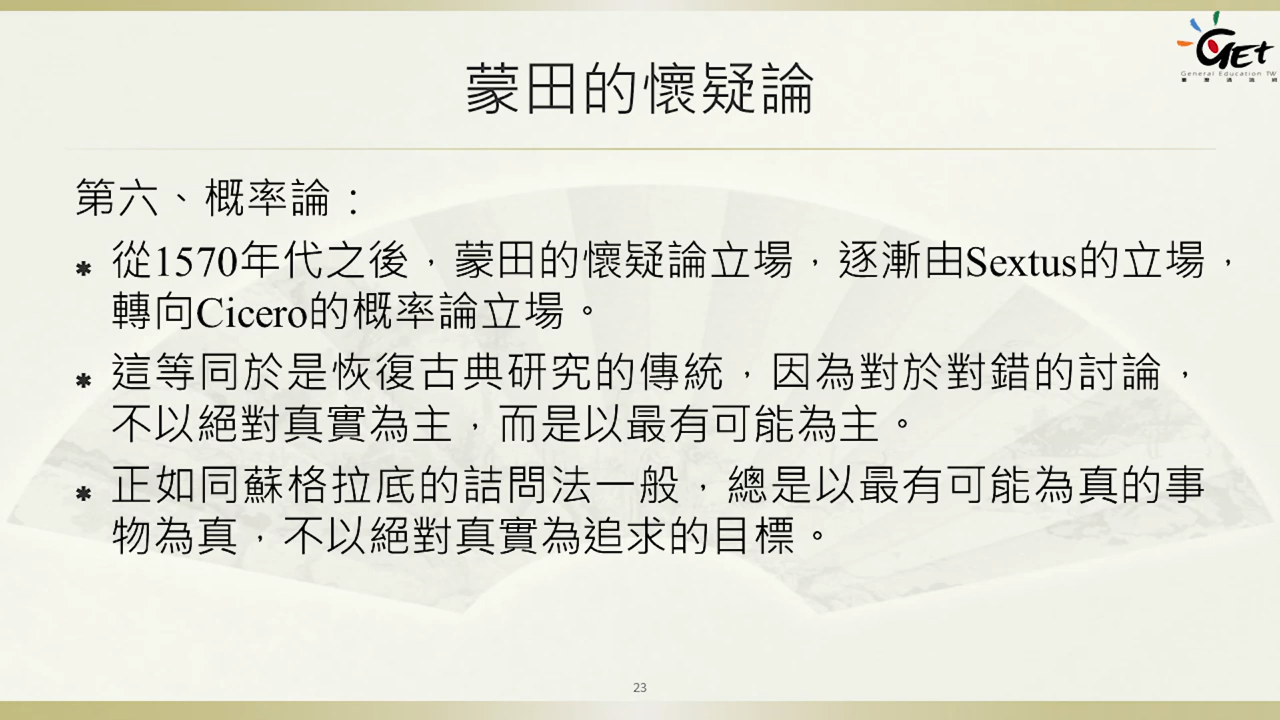 GEt
General Education TW
蒙田的懷疑論
第六、概率論：
* 從1570年代之後，蒙田的懷疑論立場，逐漸由Sextus的立場，
轉向Cicero的概率論立場。
* 這等同於是恢復古典研究的傳統，因為對於對錯的討論，
不以絕對真實為主，而是以最有可能為主。
* 正如同蘇格拉底的詰問法一般，總是以最有可能為真的事
物為真，不以絕對真實為追求的目標。
23